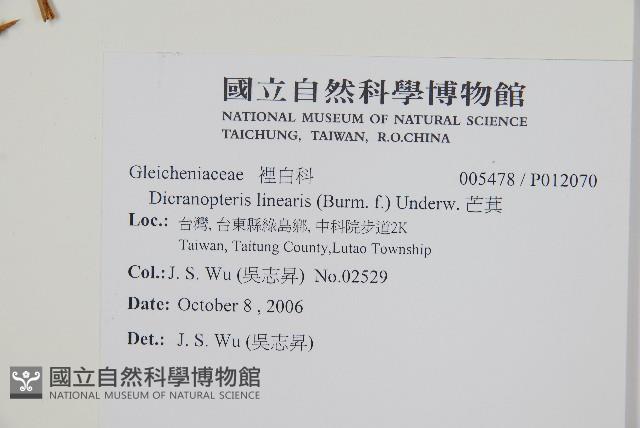 國立自然科學博物館
NATIONAL MUSEUM OF NATURAL SCIENCE
TAICHUNG, TAIWAN, R.O.CHINA
Gleicheniaceae 裡白科 005478 / P012070
Dicranopteris linearis (Burm. f.) Underw. 芒萁
Loc.: 台灣, 台東縣綠島鄉, 中科院步道2K
Taiwan, Taitung County,Lutao Township
Col.: J. S. Wu (吳志昇) No.02529
Date: October 8 , 2006
Det.: J. S. Wu (吳志昇)
國立自然科學博物館
NATIONAL MUSEUM OF NATURAL SCIENCE